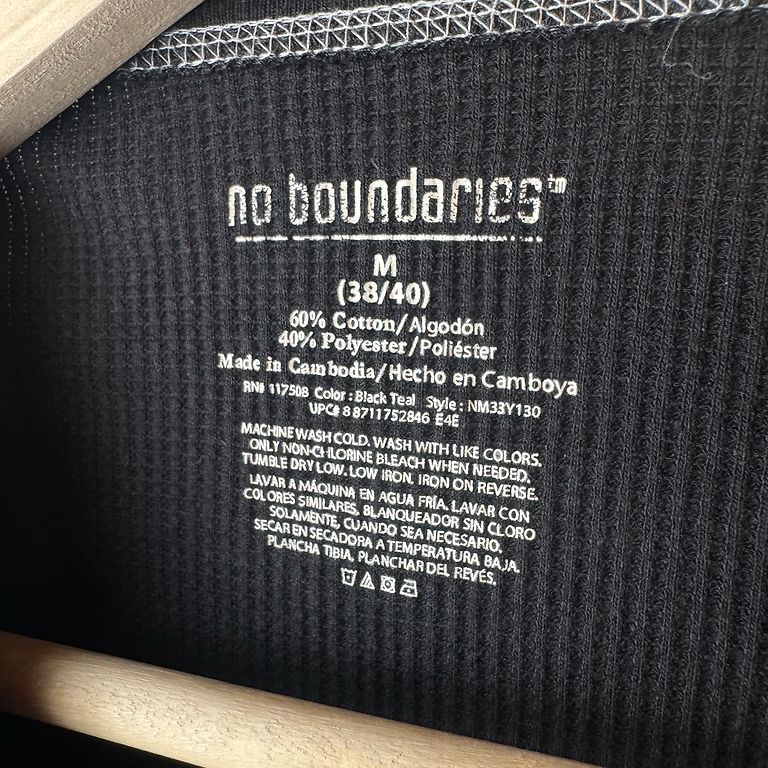 no boundaries™
M
(38/40)
60% Cotton/Algodón
40% Polyester/Poliéster
Made in Cambodia/Hecho en Camboya
RN# 117508 Color : Black Teal Style : NM33Y130
UPC# 8 8711752846 E4E
MACHINE WASH COLD. WASH WITH LIKE COLORS.
ONLY NON-CHLORINE BLEACH WHEN NEEDED.
TUMBLE DRY LOW. LOW IRON. IRON ON REVERSE.
LAVAR A MÁQUINA EN AGUA FRÍA. LAVAR CON
COLORES SIMILARES, BLANQUEADOR SIN CLORO
SOLAMENTE, CUANDO SEA NECESARIO.
SECAR EN SECADORA A TEMPERATURA BAJA.
PLANCHA TIBIA, PLANCHAR DEL REVÉS.